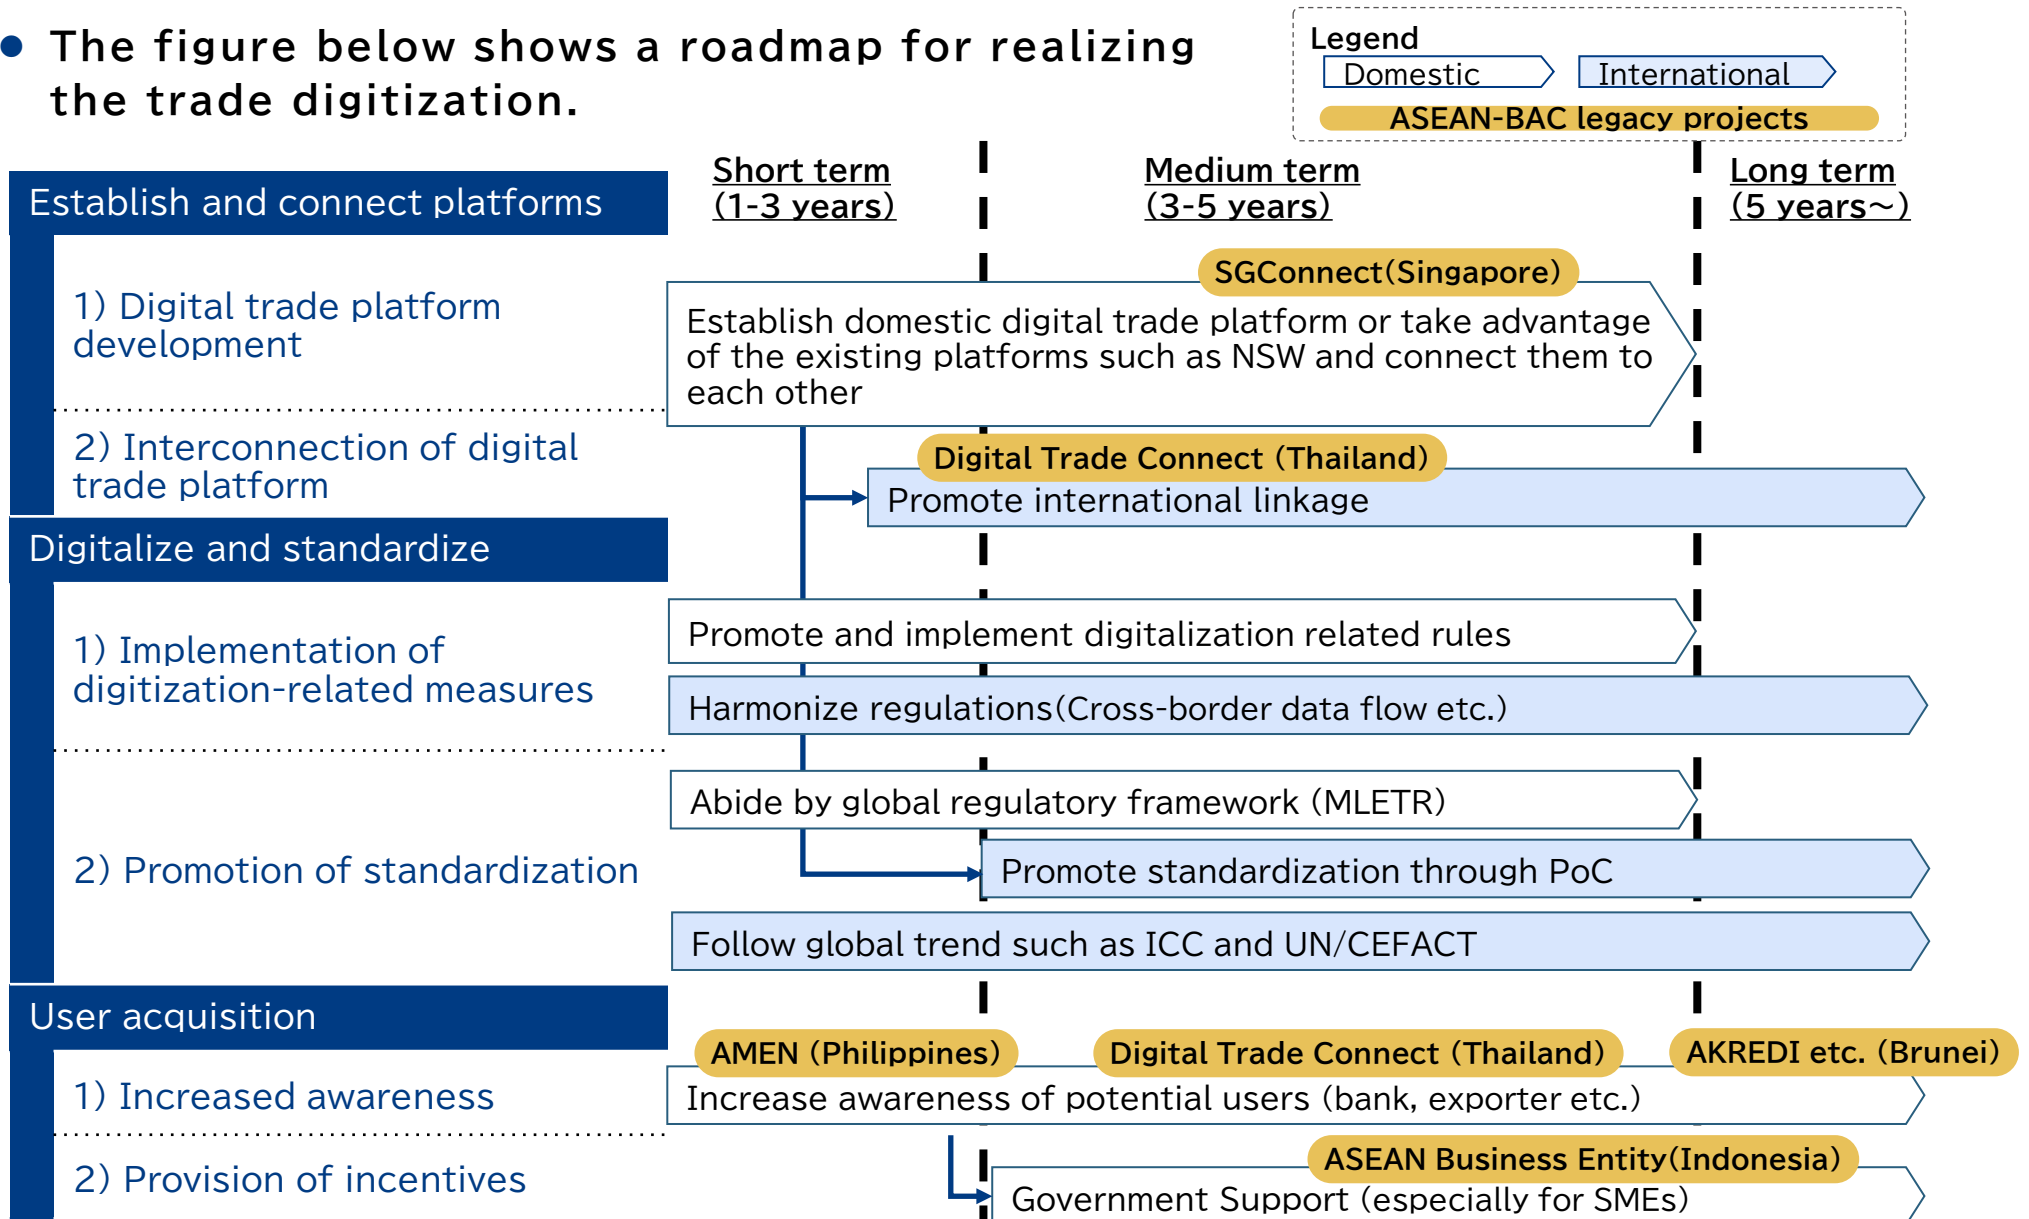 ● The figure below shows a roadmap for realizing
the trade digitization.
Legend
Domestic
International
ASEAN-BAC legacy projects
Short term
(1-3 years)
Medium term
(3-5 years)
Long term
(5 years～)
Establish and connect platforms
1) Digital trade platform
development
SGConnect(Singapore)
Establish domestic digital trade platform or take advantage
of the existing platforms such as NSW and connect them to
each other
2) Interconnection of digital
trade platform
Digital Trade Connect (Thailand)
Promote international linkage
Digitalize and standardize
1) Implementation of
digitization-related measures
Promote and implement digitalization related rules
Harmonize regulations(Cross-border data flow etc.)
2) Promotion of standardization
Abide by global regulatory framework (MLETR)
Promote standardization through PoC
Follow global trend such as ICC and UN/CEFACT
User acquisition
AMEN (Philippines)
Digital Trade Connect (Thailand)
AKREDI etc. (Brunei)
1) Increased awareness
Increase awareness of potential users (bank, exporter etc.)
2) Provision of incentives
ASEAN Business Entity(Indonesia)
Government Support (especially for SMEs)